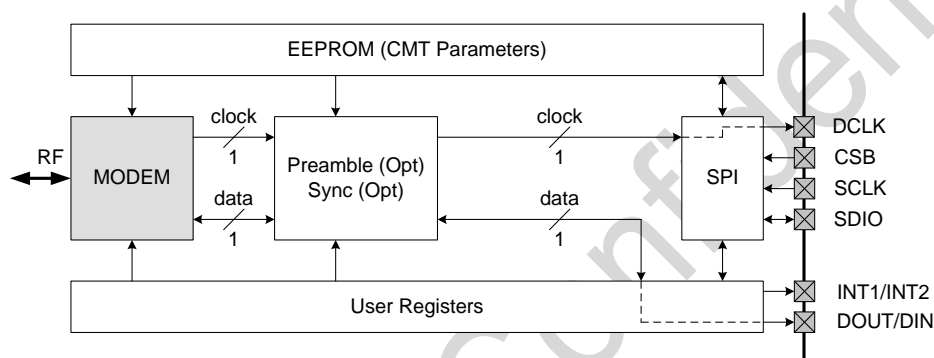 EEPROM (CMT Parameters)
clock
1
clock
1
DCLK
RF
MODEM
Preamble (Opt)
Sync (Opt)
SPI
CSB
SCLK
data
1
data
1
SDIO
User Registers
INT1/INT2
DOUT/DIN